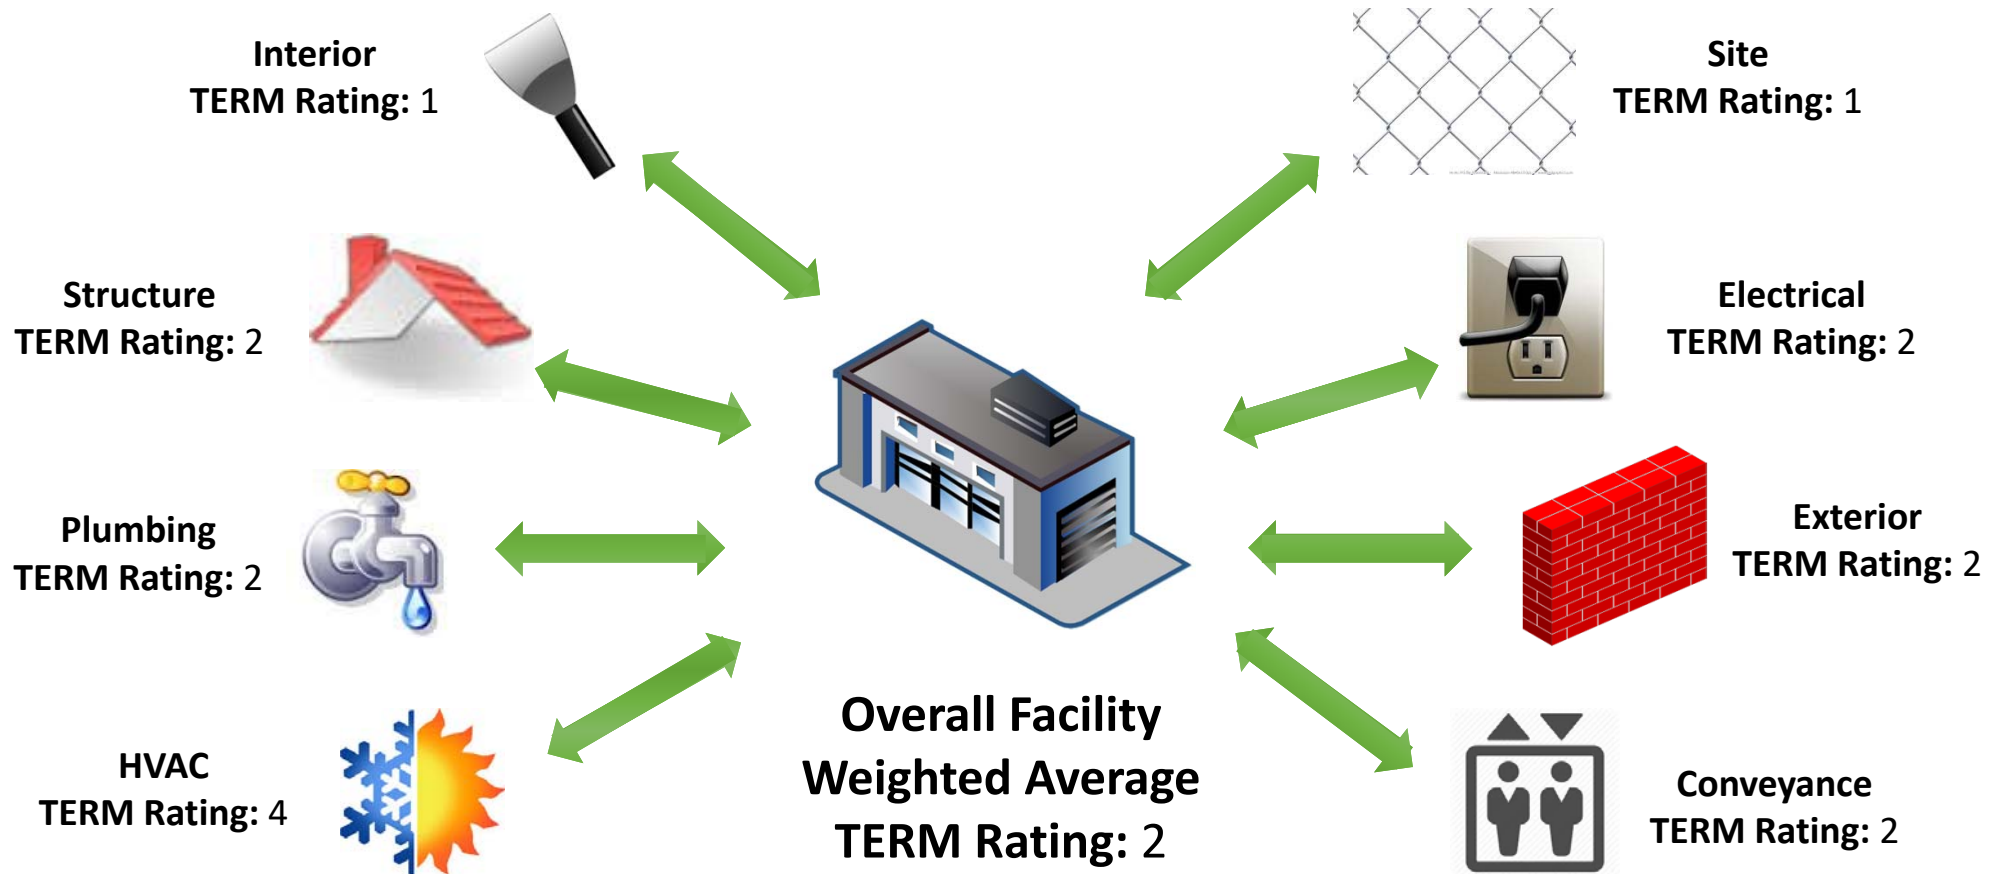 Interior
TERM Rating: 1
Site
TERM Rating: 1
Structure
TERM Rating: 2
Electrical
TERM Rating: 2
Plumbing
TERM Rating: 2
Exterior
TERM Rating: 2
HVAC
TERM Rating: 4
Overall Facility
Weighted Average
TERM Rating: 2
Conveyance
TERM Rating: 2